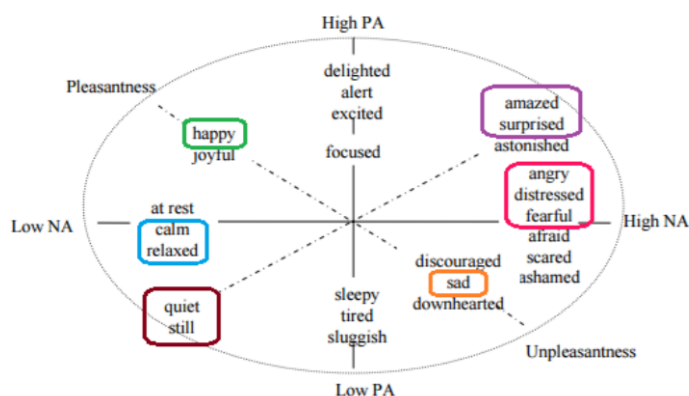 High PA
Pleasantness
delighted
alert
excited
focused
happy
joyful
amazed
surprised
astonished
Low NA
at rest
calm
relaxed
angry
distressed
fearful
afraid
scared
ashamed
High NA
quiet
still
sleepy
tired
sluggish
discouraged
sad
downhearted
Unpleasantness
Low PA